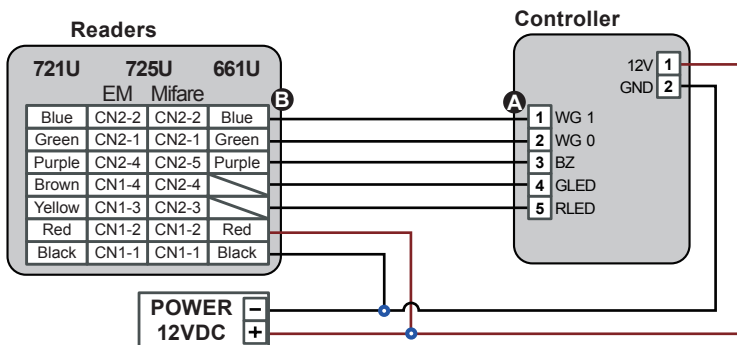 Readers
721U 725U 661U
EM Mifare
Blue CN2-2 CN2-2 Blue
Green CN2-1 CN2-1 Green
Purple CN2-4 CN2-5 Purple
Brown CN1-4 CN2-4
Yellow CN1-3 CN2-3
Red CN1-2 CN1-2 Red
Black CN1-1 CN1-1 Black
B
Controller
12V 1
GND 2
A
1 WG 1
2 WG 0
3 BZ
4 GLED
5 RLED
POWER −
12VDC +